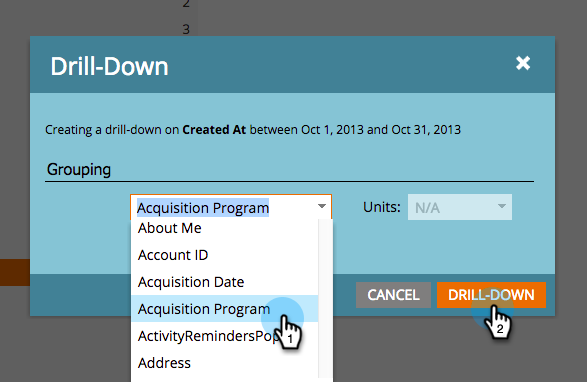 2
3
Drill-Down
Creating a drill-down on Created At between Oct 1, 2013 and Oct 31, 2013
Grouping
Acquisition Program Units: N/A
About Me
Account ID
Acquisition Date
Acquisition Program
1
ActivityRemindersPop
Address
CANCEL DRILL-DOWN
2